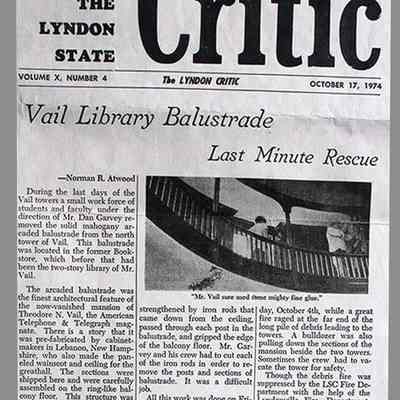 THE
LYNDON
STATE
Critic
VOLUME X, NUMBER 4
The LYNDON CRITIC
OCTOBER 17, 1974
Vail Library Balustrade
Last Minute Rescue
—Norman R. Atwood
During the last days of the
Vail towers a small work force of
students and faculty under the
direction of Mr. Dan Garvey re-
moved the solid mahogany ar-
caded balustrade from the north
tower of Vail. This balustrade
was located in the former Book-
store, which before that had
been the two-story library of Mr.
Vail.
The arcaded balustrade was
the finest architectural feature of
the now-vanished mansion of
Theodore N. Vail, the American
Telephone & Telegraph mag-
nate. There is a story that it
was pre-fabricated by cabinet-
makers in Lebanon, New Hamp-
shire, who also made the pan-
eled wainscot and ceiling for the
greathall. The sections were
shipped here and were carefully
assembled on the ring-like bal-
cony floor. This structure was
"Mr. Vail sure used some mighty fine glue."
strengthened by iron rods that
came down from the ceiling,
passed through each post in the
balustrade, and gripped the edge
of the balcony floor. Mr. Gar-
vey and his crew had to cut each
of the iron rods in order to re-
move the posts and sections of
balustrade. It was a difficult
job.
All this work was done on Fri-
day, October 4th, while a great
fire raged at the far end of the
long pile of debris leading to the
towers. A bulldozer was also
pulling down the sections of the
mansion beside the two towers.
Sometimes the crew had to va-
cate the tower for safety.
Though the debris fire was
suppressed by the LSC Fire De-
partment with the help of the